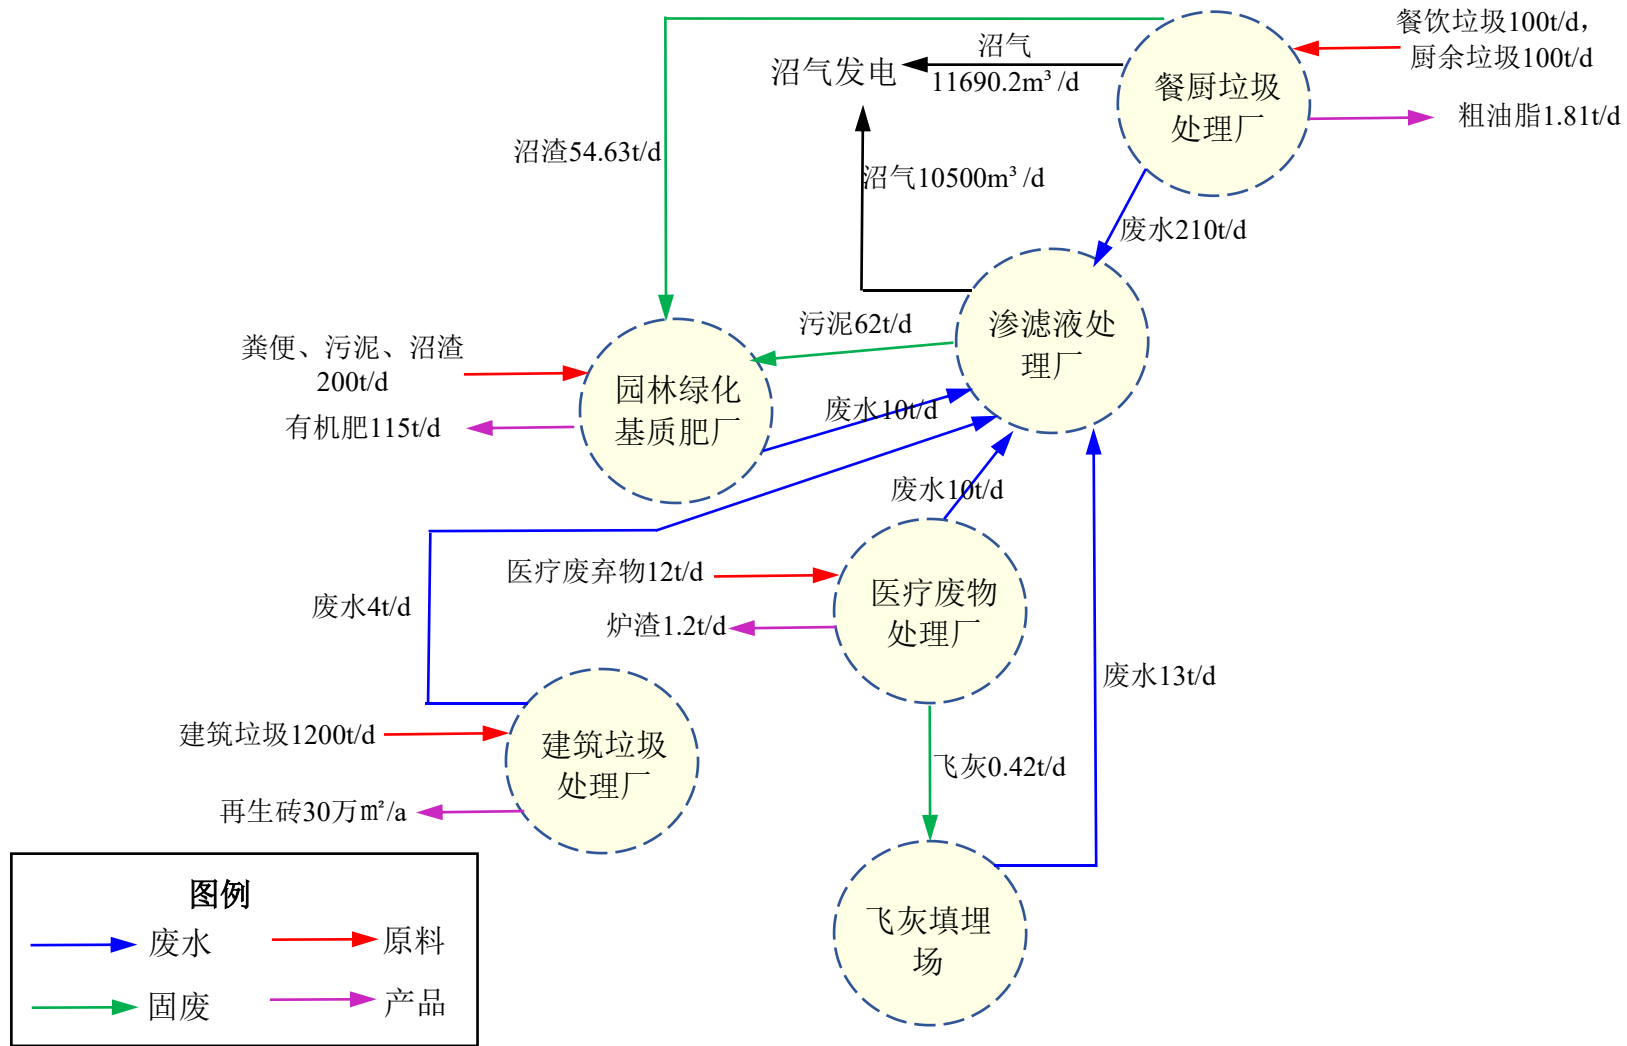 餐饮垃圾100t/d，
厨余垃圾100t/d
沼气
11690.2m³/d
沼气发电
餐厨垃圾
处理厂
粗油脂1.81t/d
沼渣54.63t/d
沼气10500m³/d
废水210t/d
污泥62t/d
渗滤液处
理厂
粪便、污泥、沼渣
200t/d
园林绿化
基质肥厂
有机肥115t/d
废水10t/d
废水10t/d
医疗废弃物12t/d
医疗废物
处理厂
废水4t/d
炉渣1.2t/d
废水13t/d
建筑垃圾1200t/d
建筑垃圾
处理厂
飞灰0.42t/d
再生砖30万㎡/a
飞灰填埋
场
图例
废水
原料
固废
产品